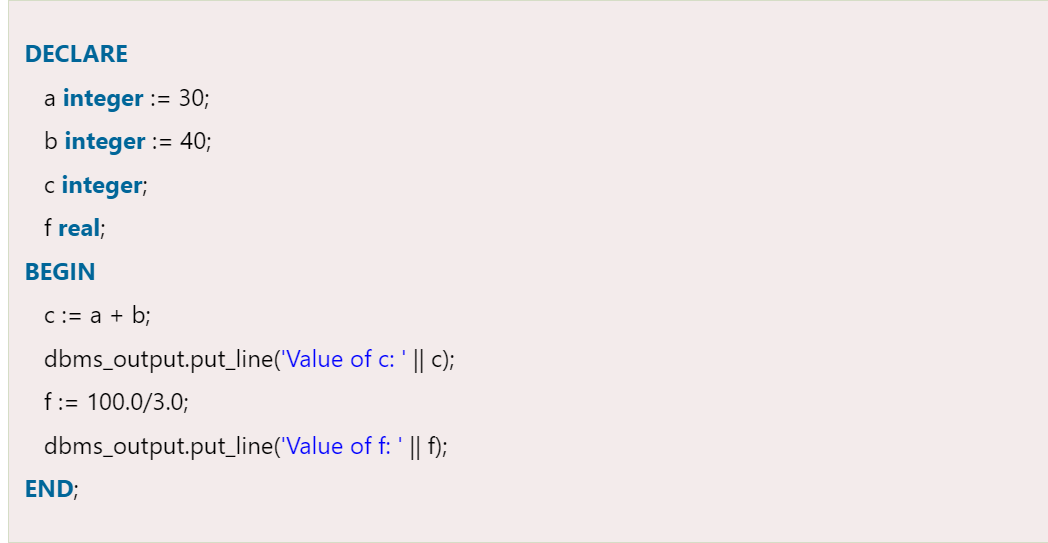 DECLARE
a integer := 30;
b integer := 40;
c integer;
f real;
BEGIN
c := a + b;
dbms_output.put_line('Value of c: ' || c);
f := 100.0/3.0;
dbms_output.put_line('Value of f: ' || f);
END;